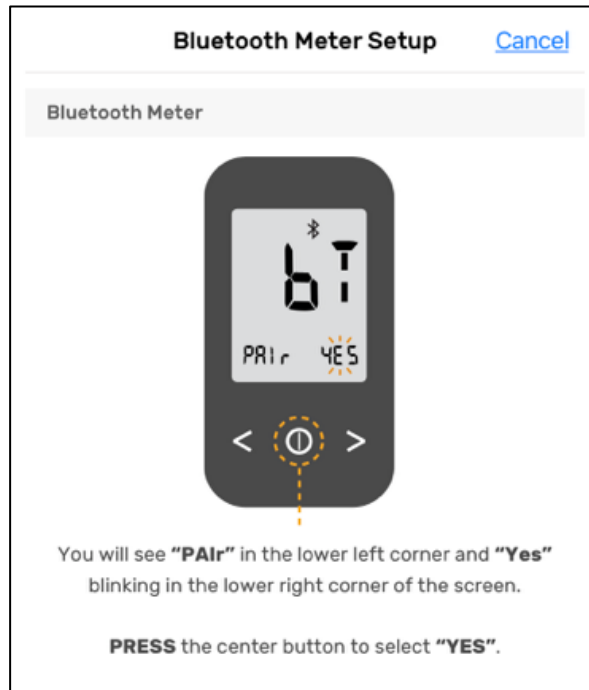 Bluetooth Meter Setup Cancel
Bluetooth Meter
bT
PAIr YES
< >
You will see “PAIr” in the lower left corner and “Yes”
blinking in the lower right corner of the screen.
PRESS the center button to select “YES”.